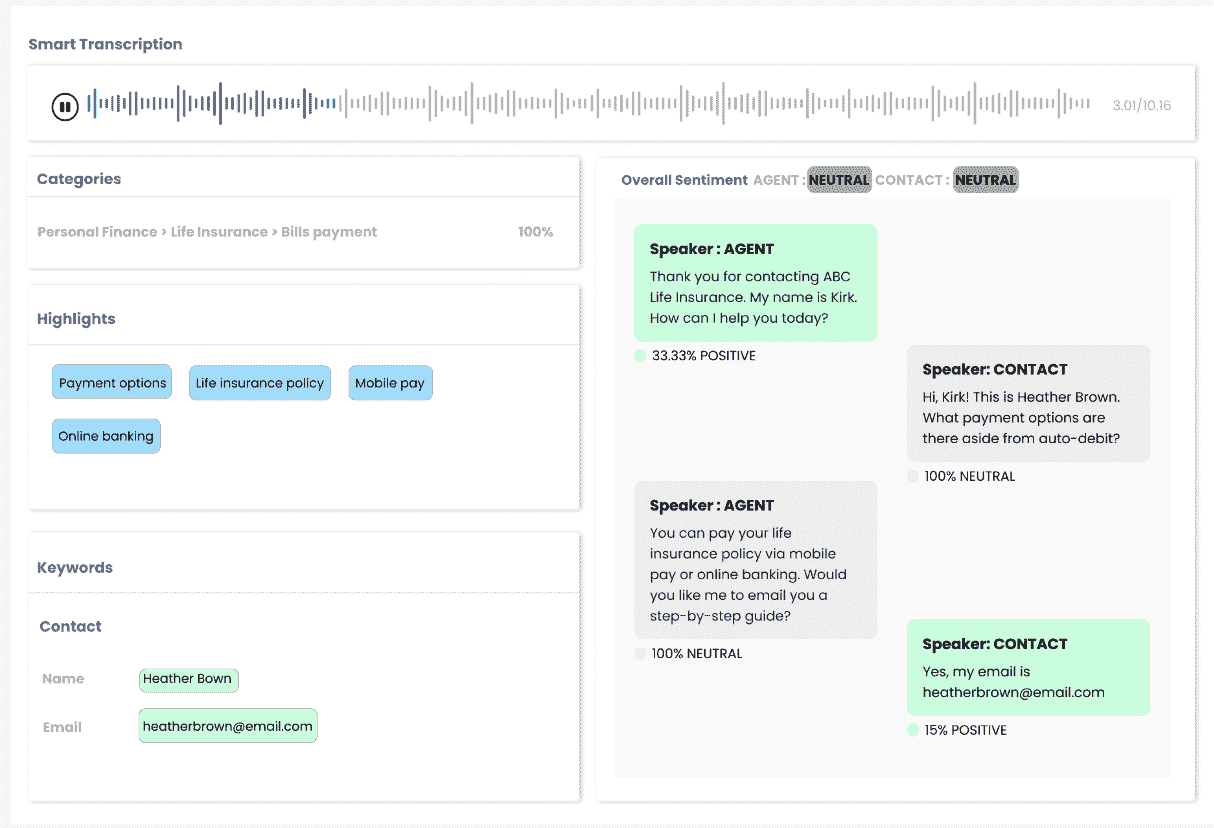 Smart Transcription
3.01/10.16
Categories
Personal Finance > Life Insurance > Bills payment 100%
Highlights
Payment options Life insurance policy Mobile pay
Online banking
Keywords
Contact
Name Heather Bown
Email heatherbrown@email.com
Overall Sentiment AGENT : NEUTRAL CONTACT : NEUTRAL
Speaker : AGENT
Thank you for contacting ABC
Life Insurance. My name is Kirk.
How can I help you today?
33.33% POSITIVE
Speaker: CONTACT
Hi, Kirk! This is Heather Brown.
What payment options are
there aside from auto-debit?
100% NEUTRAL
Speaker : AGENT
You can pay your life
insurance policy via mobile
pay or online banking. Would
you like me to email you a
step-by-step guide?
100% NEUTRAL
Speaker: CONTACT
Yes, my email is
heatherbrown@email.com
15% POSITIVE